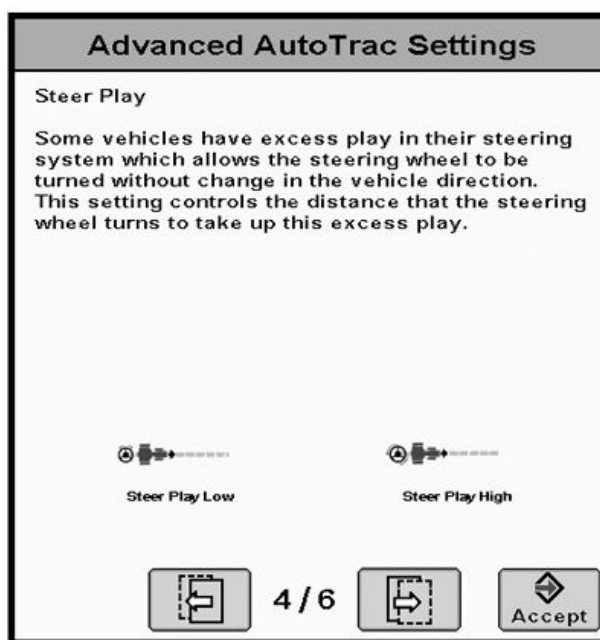 Advanced AutoTrac Settings
Steer Play
Some vehicles have excess play in their steering
system which allows the steering wheel to be
turned without change in the vehicle direction.
This setting controls the distance that the steering
wheel turns to take up this excess play.
Steer Play Low
Steer Play High
4/6
Accept